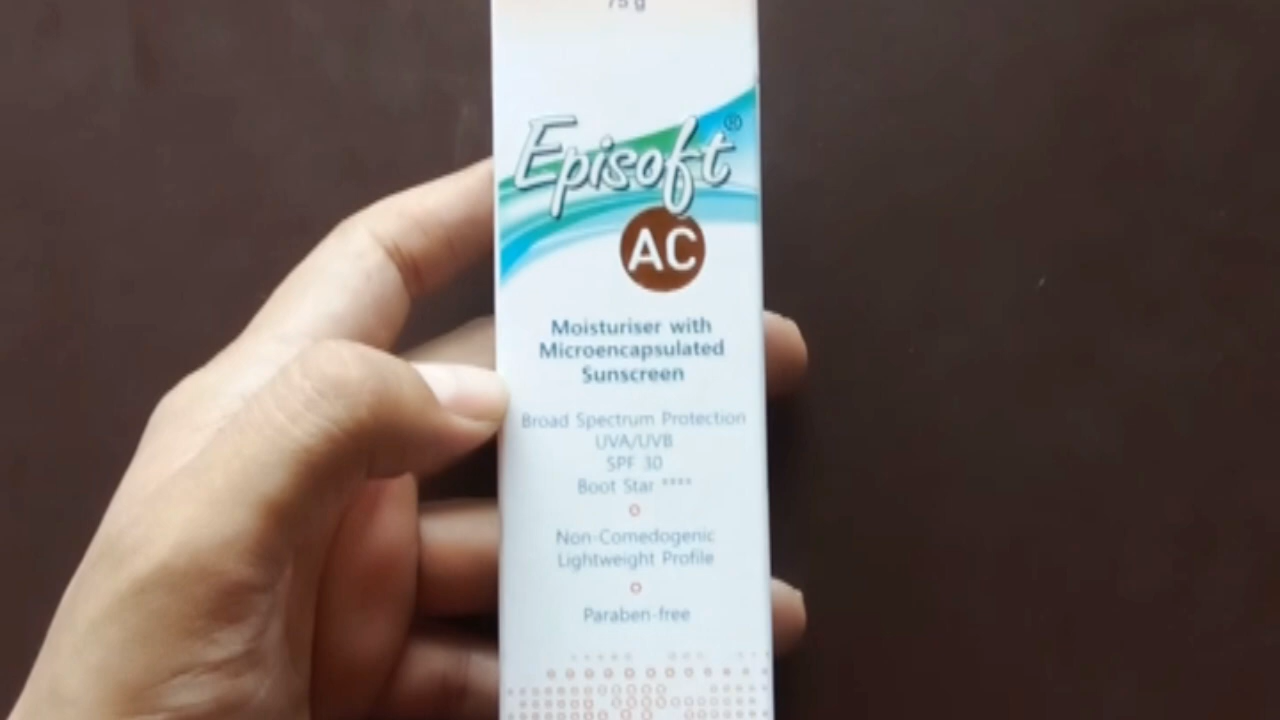 75 g
Episoft®
AC
Moisturiser with
Microencapsulated
Sunscreen
Broad Spectrum Protection
UVA/UVB
SPF 30
Boot Star ****
Non-Comedogenic
Lightweight Profile
Paraben-free